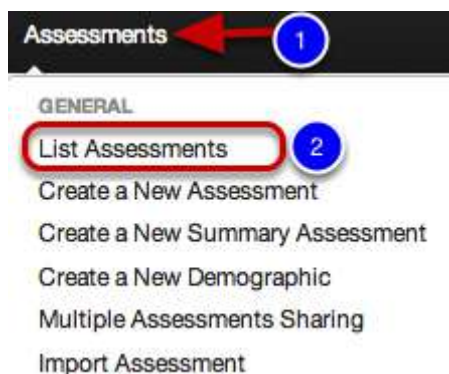 Assessments
1
GENERAL
List Assessments
2
Create a New Assessment
Create a New Summary Assessment
Create a New Demographic
Multiple Assessments Sharing
Import Assessment